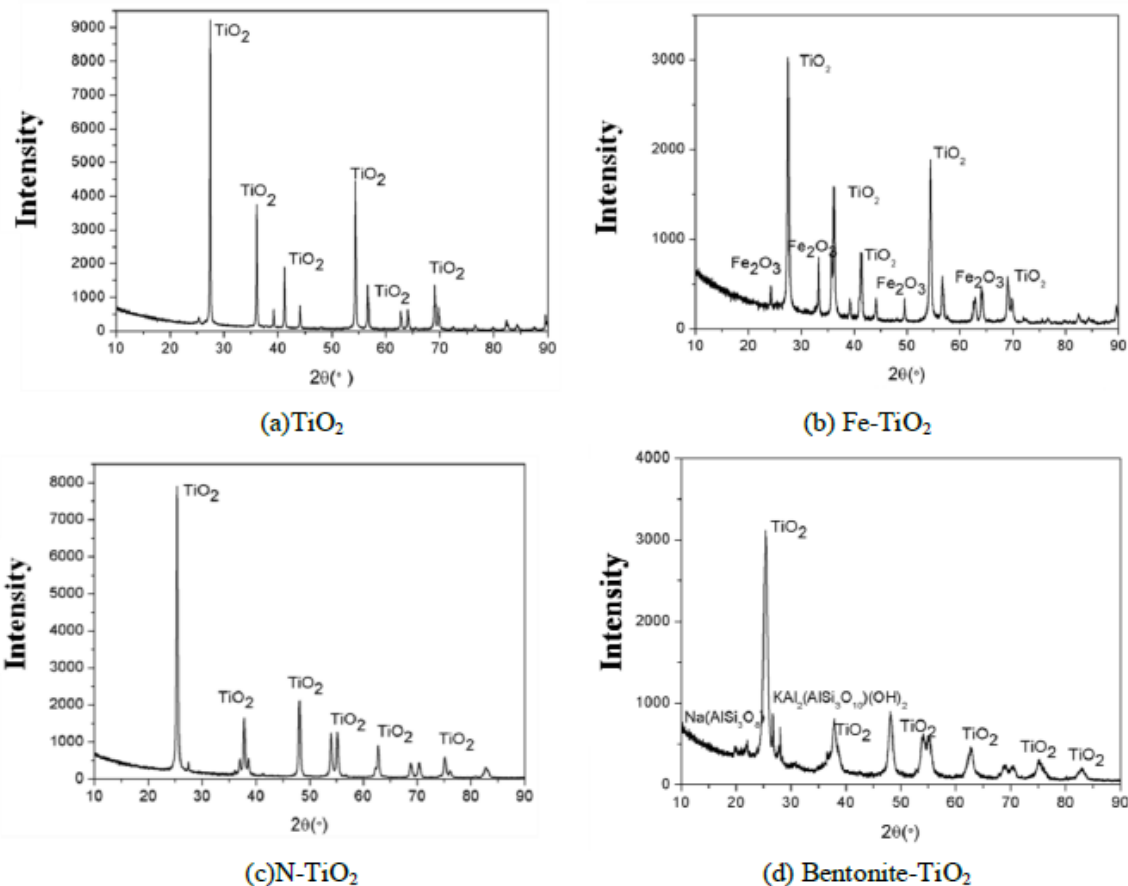 TiO2
TiO2
TiO2
TiO2
TiO2
TiO2
Intensity
9000
8000
7000
6000
5000
4000
3000
2000
1000
0
10 20 30 40 50 60 70 80 90
2θ(°)
(a)TiO2
TiO2
TiO2
TiO2
Fe2O3
Fe2O3
TiO2
Fe2O3
Fe2O3
TiO2
Intensity
3000
2000
1000
0
10 20 30 40 50 60 70 80 90
2θ(°)
(b) Fe-TiO2
TiO2
TiO2
TiO2
TiO2
TiO2
TiO2
Intensity
8000
7000
6000
5000
4000
3000
2000
1000
0
10 20 30 40 50 60 70 80 90
2θ(°)
(c)N-TiO2
TiO2
KAl2(AlSi3O10)(OH)2
Na(AlSi3O8
TiO2
TiO2
TiO2
TiO2
TiO2
Intensity
4000
3000
2000
1000
0
10 20 30 40 50 60 70 80 90
2θ(°)
(d) Bentonite-TiO2